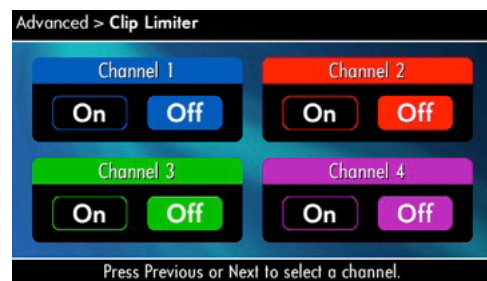 Advanced > Clip Limiter
Channel 1
On Off
Channel 2
On Off
Channel 3
On Off
Channel 4
On Off
Press Previous or Next to select a channel.